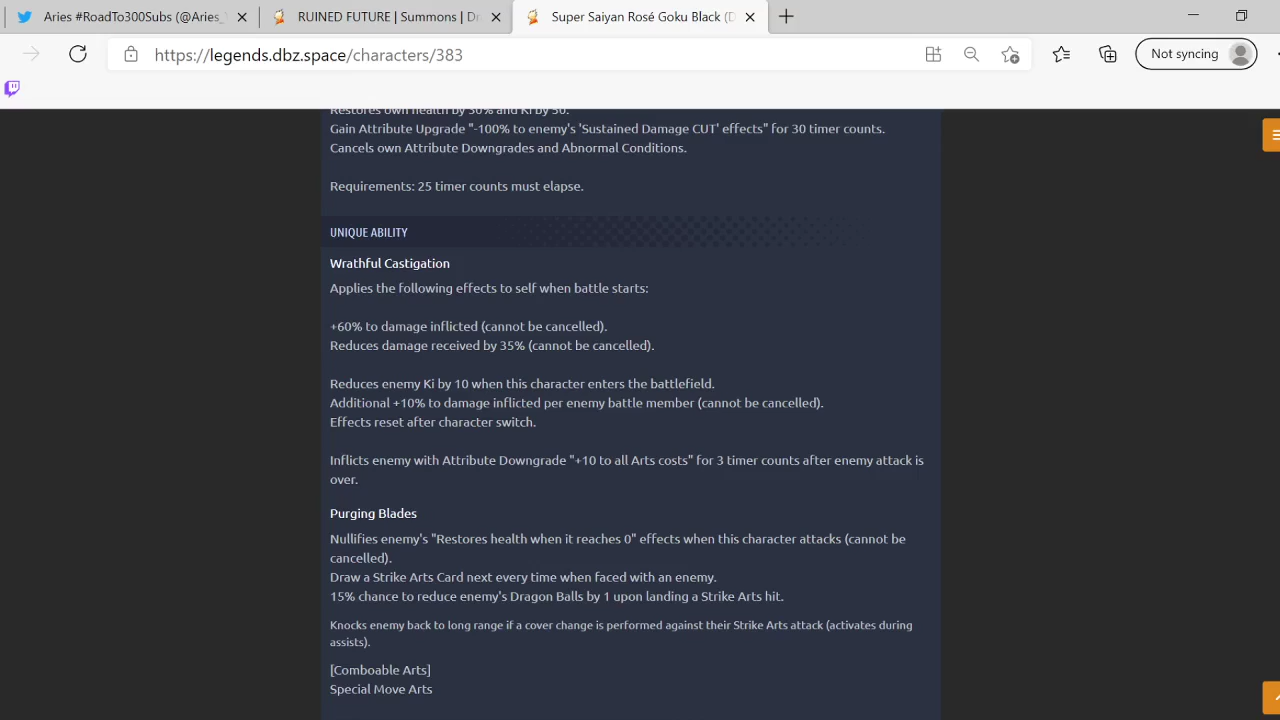 Aries #RoadTo300Subs (@Aries_
RUINED FUTURE | Summons | Dr
Super Saiyan Rosé Goku Black (D
https://legends.dbz.space/characters/383
Not syncing
Restores own health by 30% and Ki by 50.
Gain Attribute Upgrade "-100% to enemy's 'Sustained Damage CUT' effects" for 30 timer counts.
Cancels own Attribute Downgrades and Abnormal Conditions.
Requirements: 25 timer counts must elapse.
UNIQUE ABILITY
Wrathful Castigation
Applies the following effects to self when battle starts:
+60% to damage inflicted (cannot be cancelled).
Reduces damage received by 35% (cannot be cancelled).
Reduces enemy Ki by 10 when this character enters the battlefield.
Additional +10% to damage inflicted per enemy battle member (cannot be cancelled).
Effects reset after character switch.
Inflicts enemy with Attribute Downgrade "+10 to all Arts costs" for 3 timer counts after enemy attack is
over.
Purging Blades
Nullifies enemy's "Restores health when it reaches 0" effects when this character attacks (cannot be
cancelled).
Draw a Strike Arts Card next every time when faced with an enemy.
15% chance to reduce enemy's Dragon Balls by 1 upon landing a Strike Arts hit.
Knocks enemy back to long range if a cover change is performed against their Strike Arts attack (activates during
assists).
[Comboable Arts]
Special Move Arts